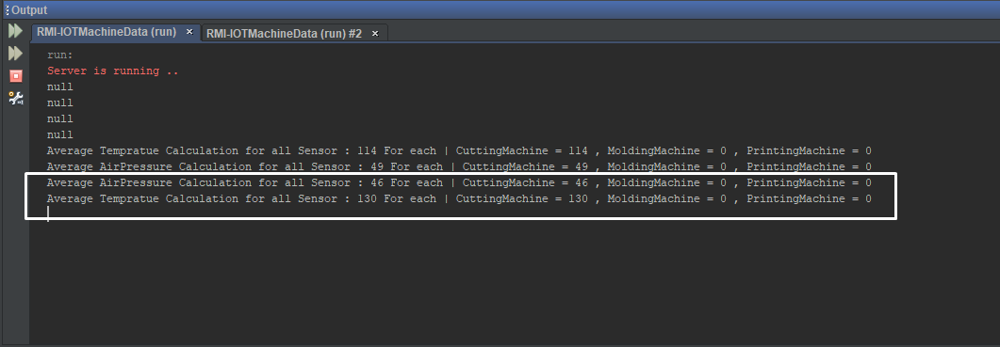 Output
RMI-IOTMachineData (run) × RMI-IOTMachineData (run) #2 ×
run:
Server is running ..
null
null
null
null
Average Tempratue Calculation for all Sensor : 114 For each | CuttingMachine = 114 , MoldingMachine = 0 , PrintingMachine = 0
Average AirPressure Calculation for all Sensor : 49 For each | CuttingMachine = 49 , MoldingMachine = 0 , PrintingMachine = 0
Average AirPressure Calculation for all Sensor : 46 For each | CuttingMachine = 46 , MoldingMachine = 0 , PrintingMachine = 0
Average Tempratue Calculation for all Sensor : 130 For each | CuttingMachine = 130 , MoldingMachine = 0 , PrintingMachine = 0